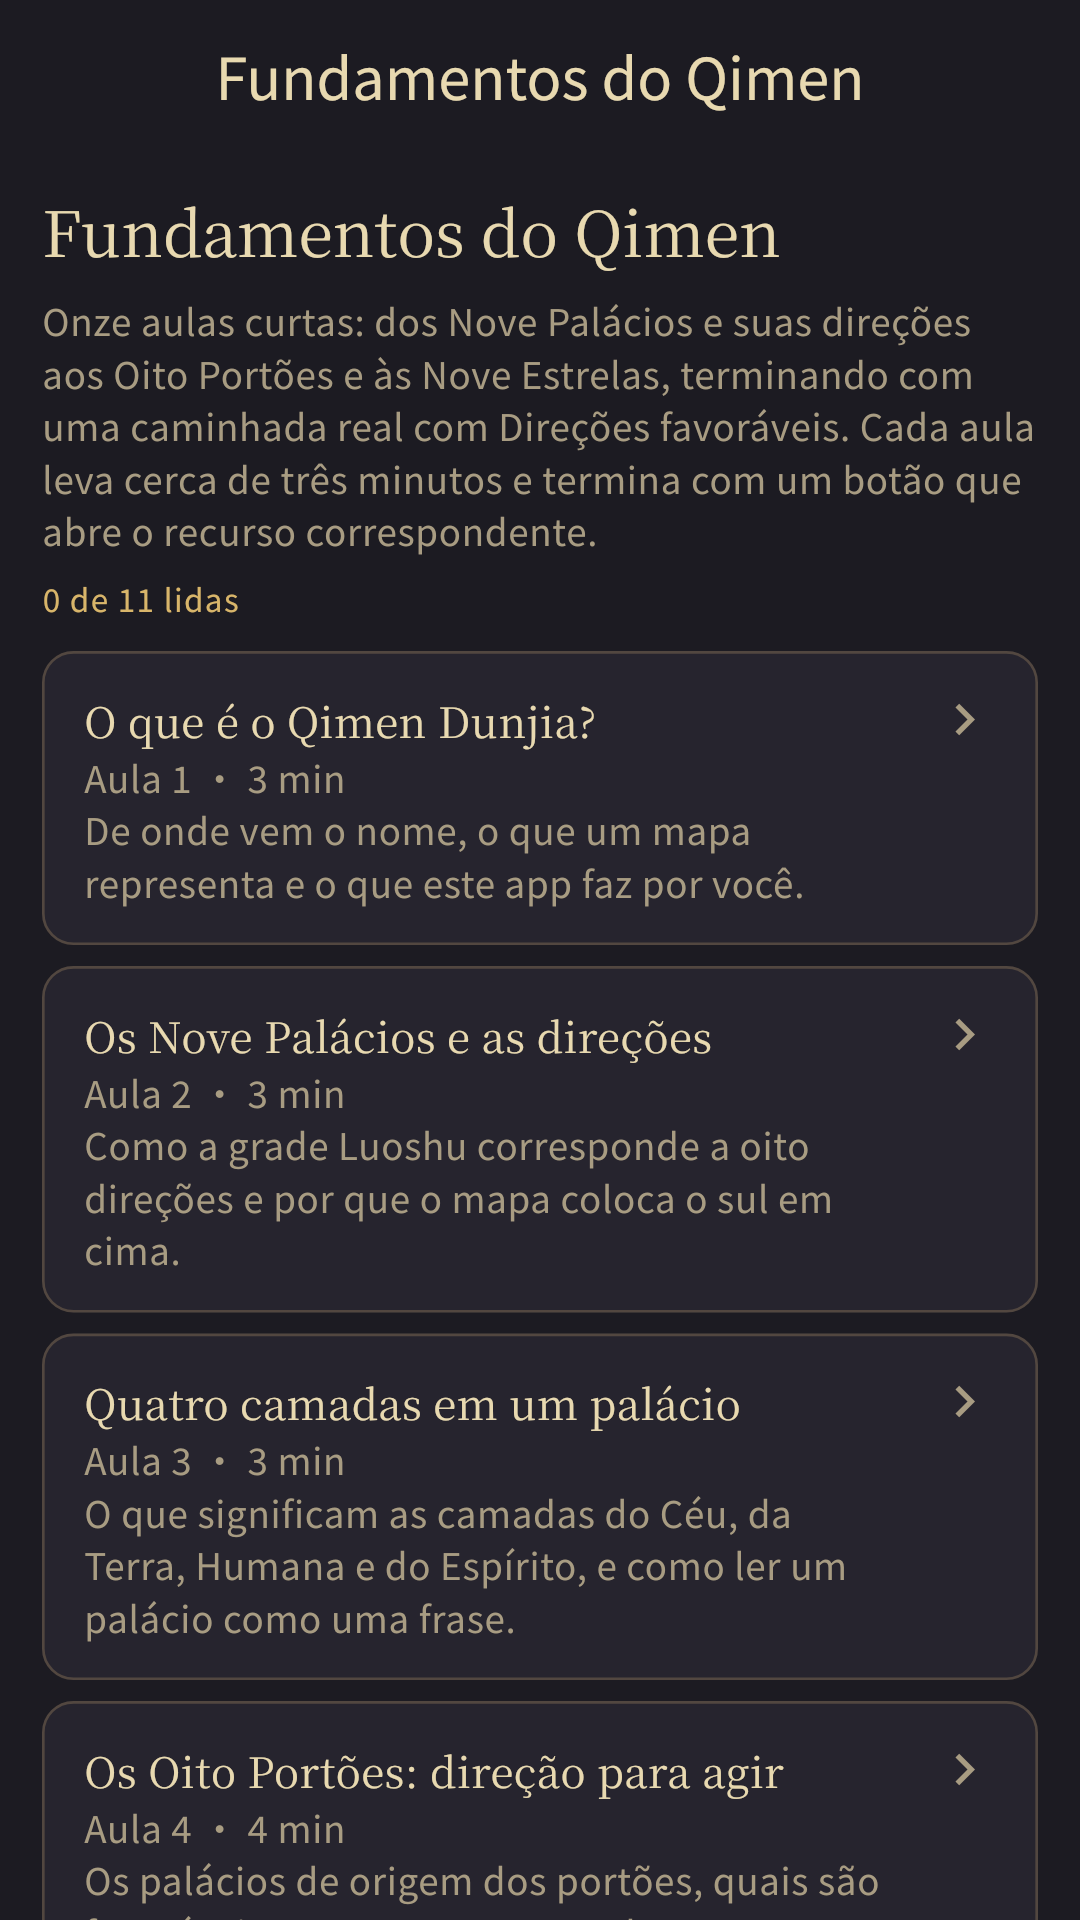 Fundamentos do Qimen
Fundamentos do Qimen
Onze aulas curtas: dos Nove Palácios e suas direções
aos Oito Portões e às Nove Estrelas, terminando com
uma caminhada real com Direções favoráveis. Cada aula
leva cerca de três minutos e termina com um botão que
abre o recurso correspondente.
0 de 11 lidas
O que é o Qimen Dunjia?
Aula 1 • 3 min
De onde vem o nome, o que um mapa
representa e o que este app faz por você.
Os Nove Palácios e as direções
Aula 2 • 3 min
Como a grade Luoshu corresponde a oito
direções e por que o mapa coloca o sul em
cima.
Quatro camadas em um palácio
Aula 3 • 3 min
O que significam as camadas do Céu, da
Terra, Humana e do Espírito, e como ler um
palácio como uma frase.
Os Oito Portões: direção para agir
Aula 4 • 4 min
Os palácios de origem dos portões, quais são